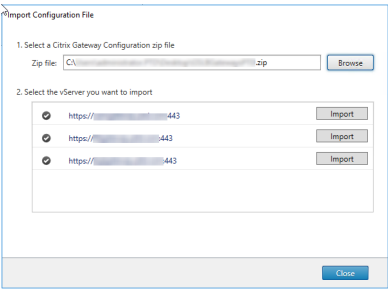 Import Configuration File
1. Select a Citrix Gateway Configuration zip file
Zip file: C:\ .zip Browse
2. Select the vServer you want to import
https:// 443 Import
https:// 443 Import
https:// 443 Import
Close